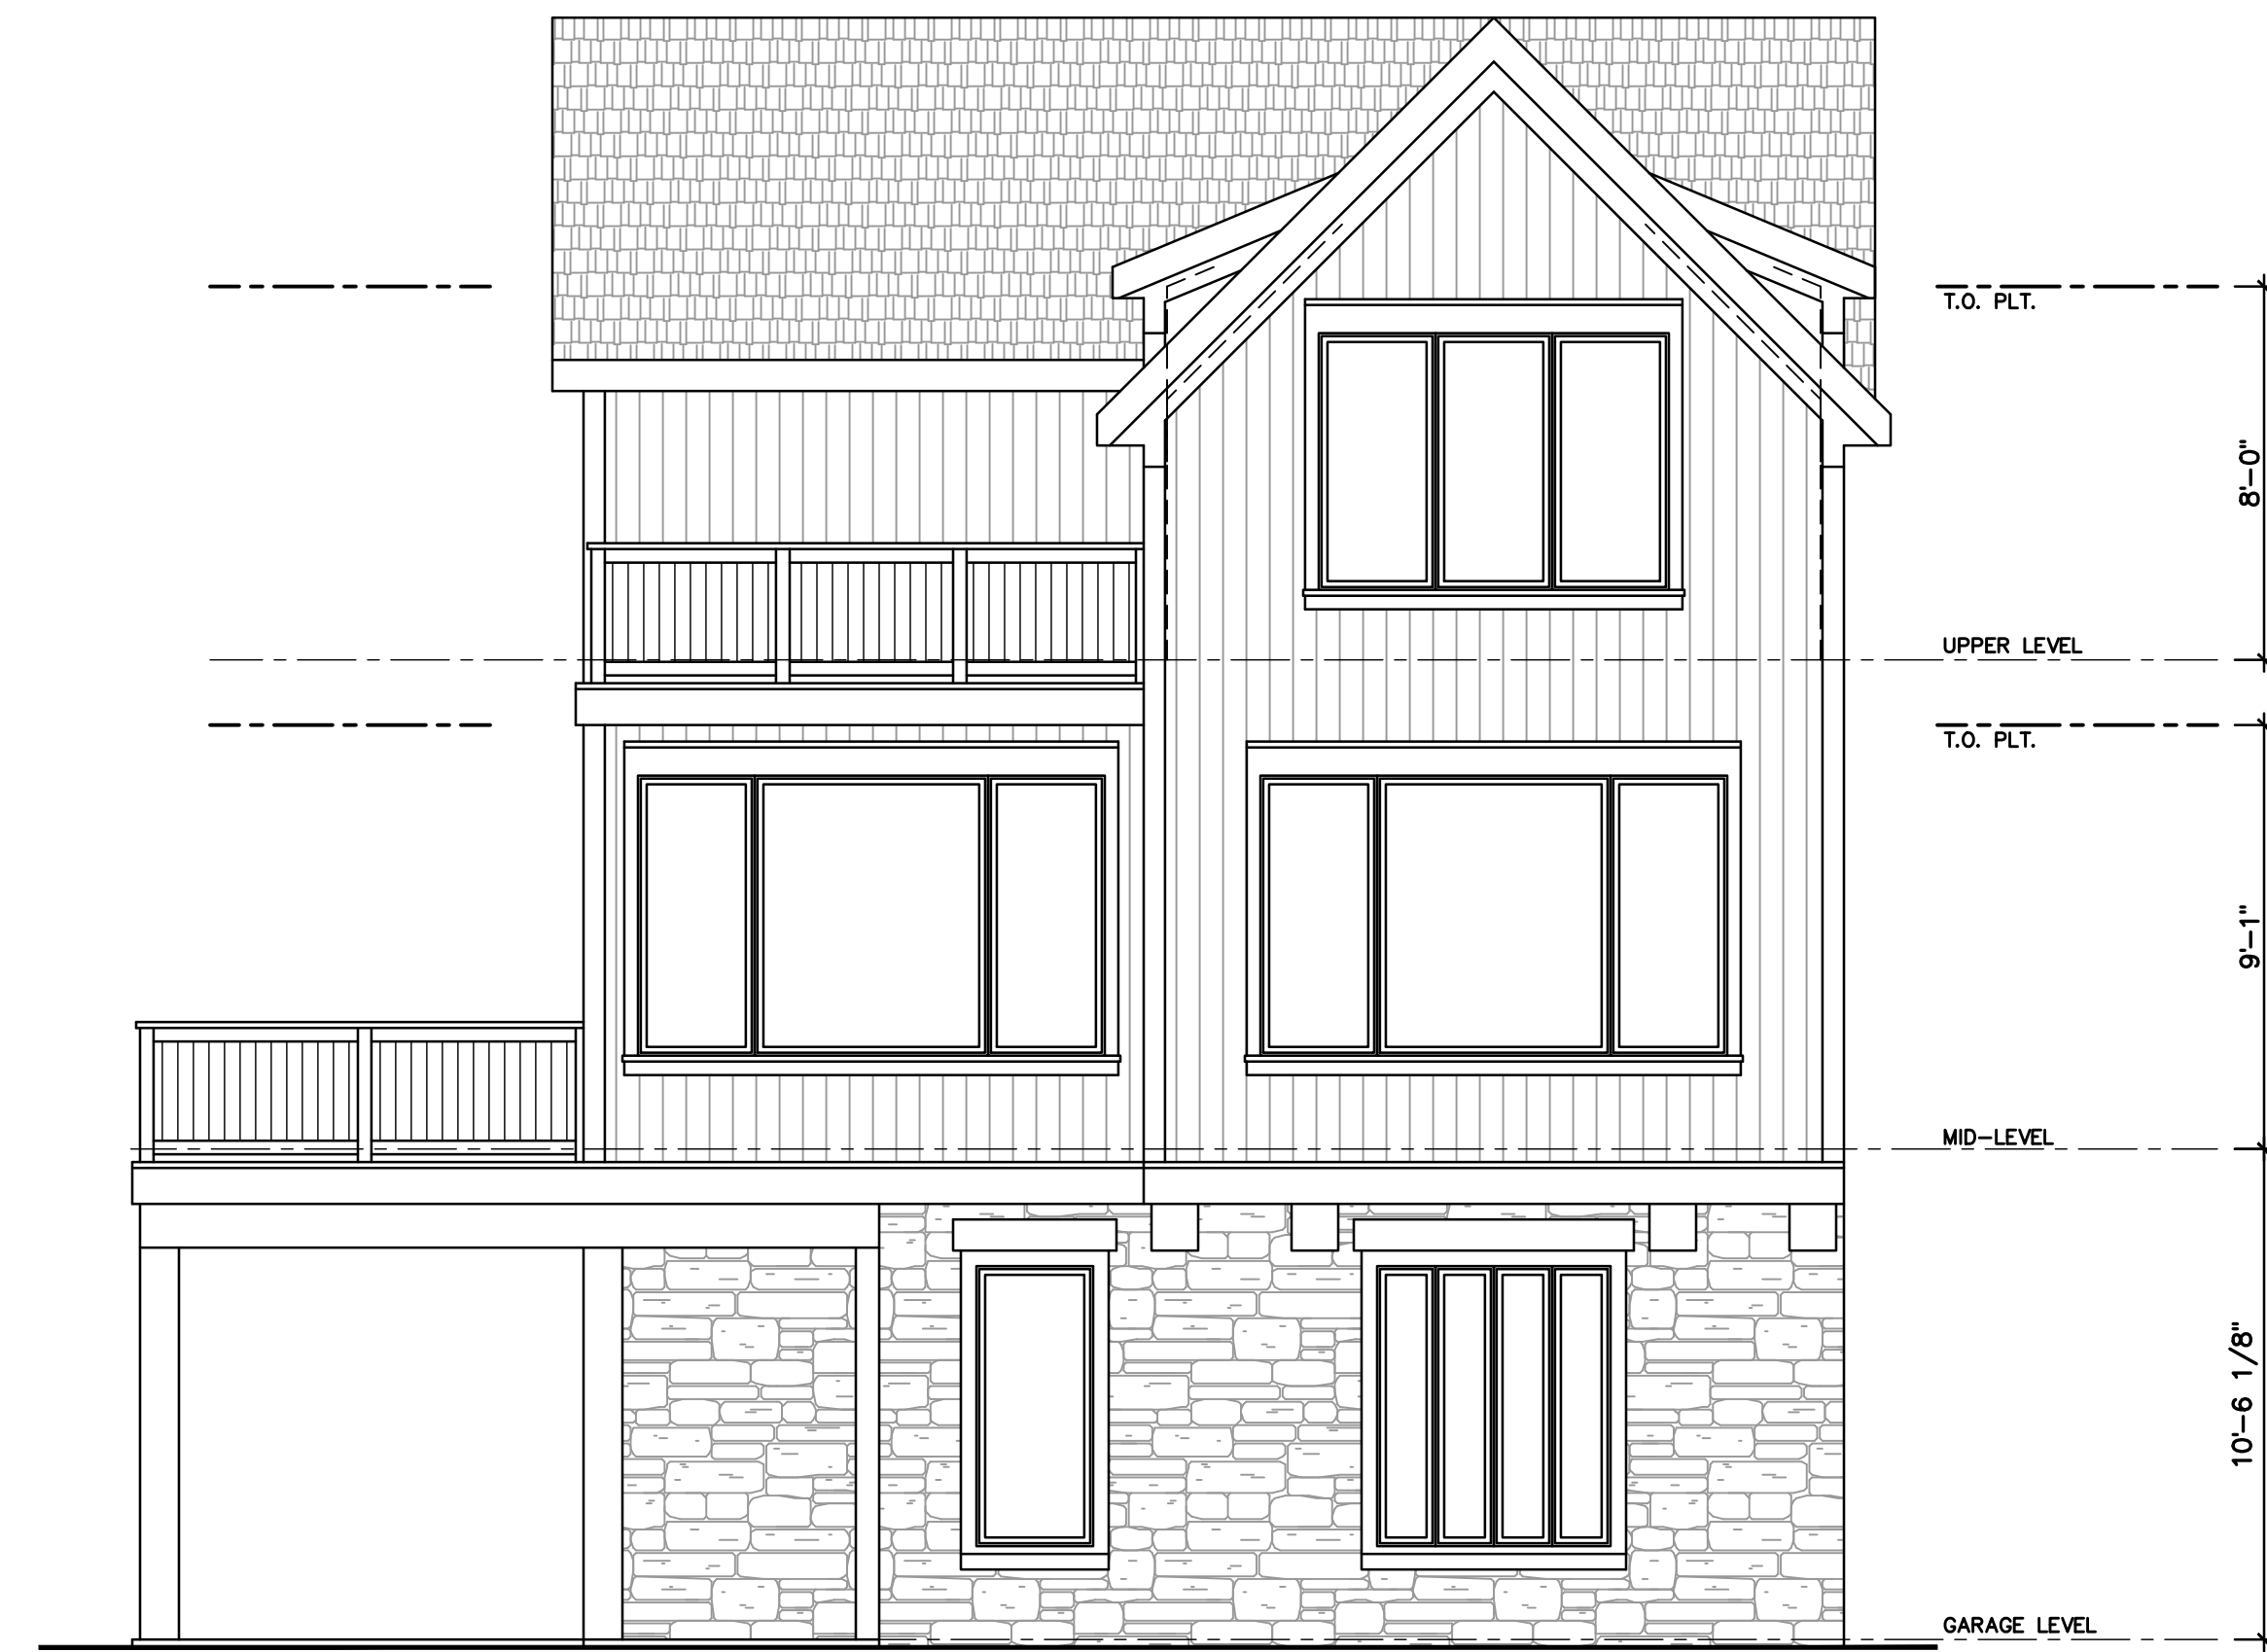 T.O. PLT.
8'-0"
UPPER LEVEL
T.O. PLT.
9'-1"
MID-LEVEL
10'-6 1/8"
GARAGE LEVEL